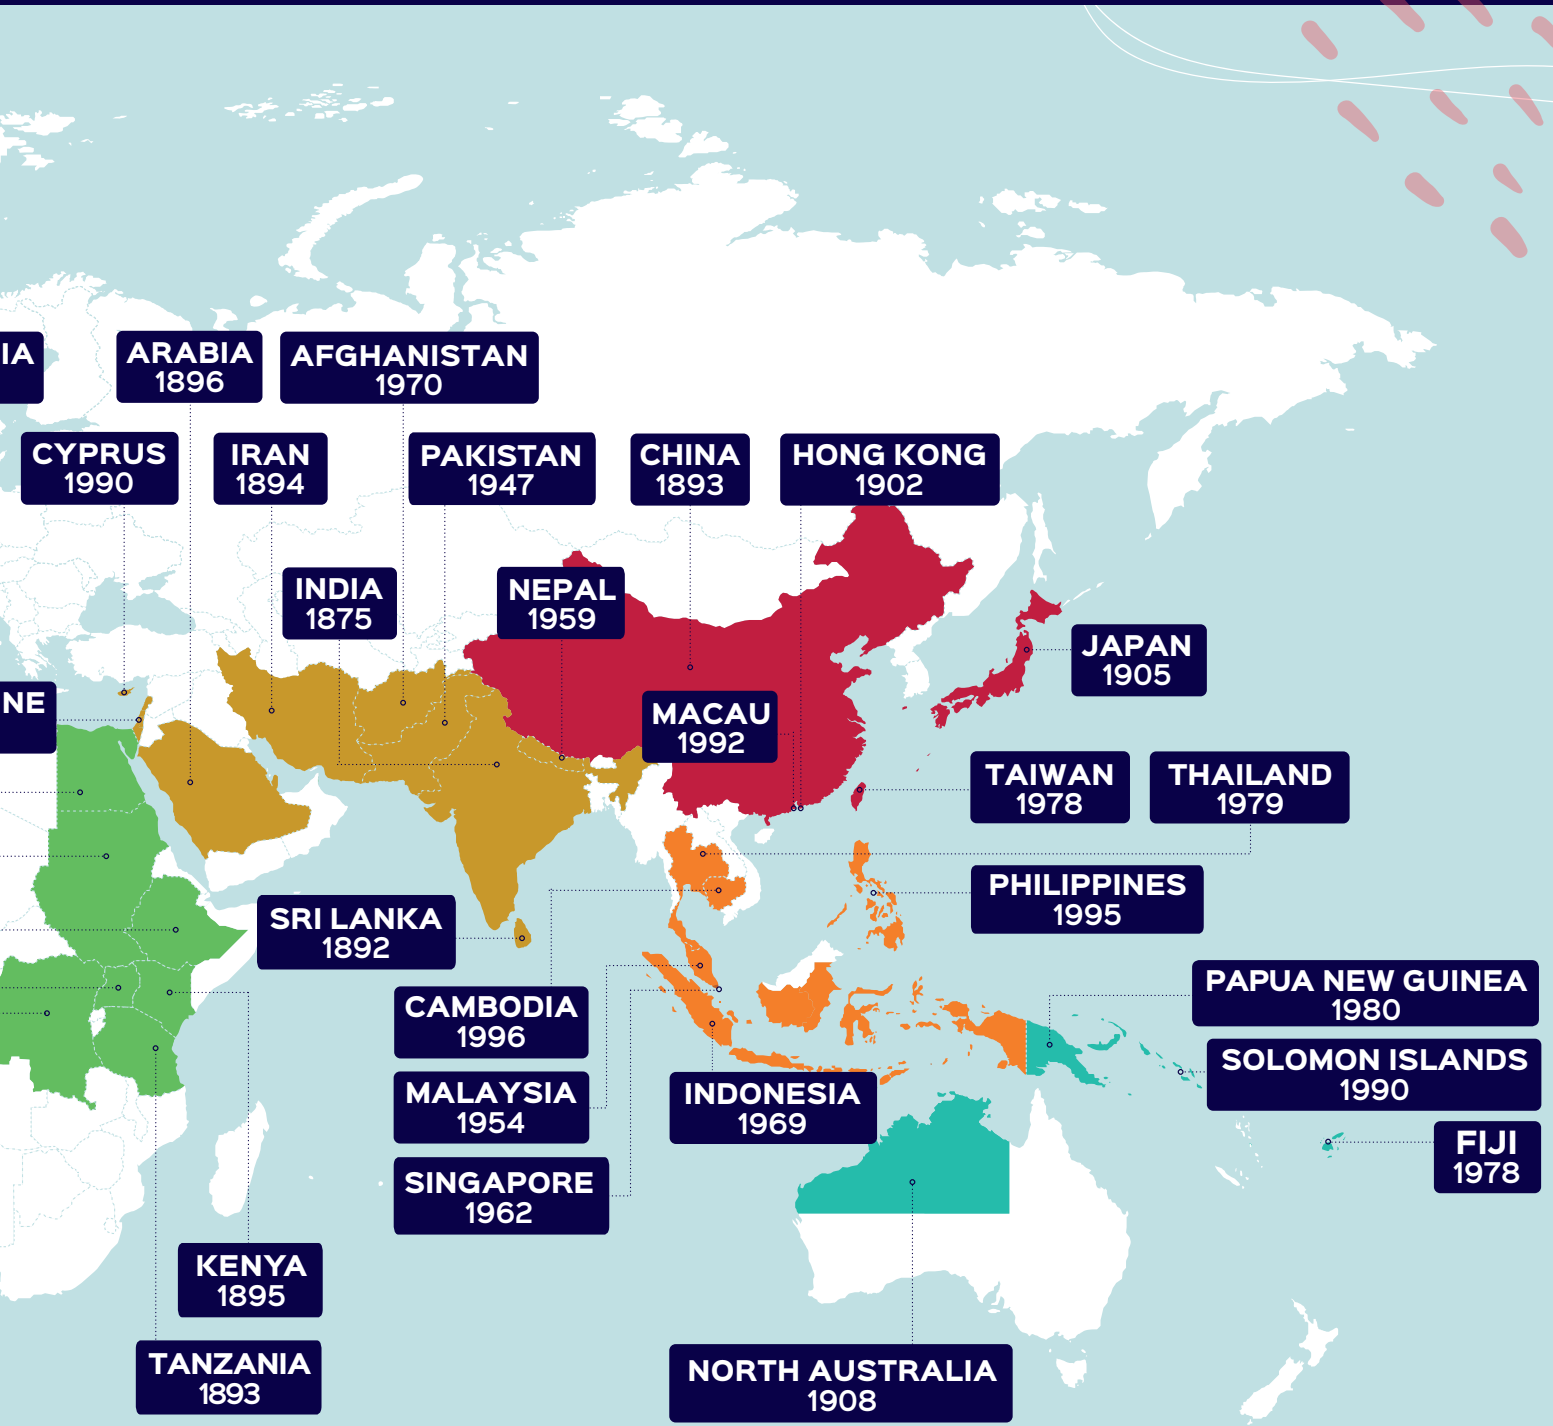 IA
ARABIA
1896
AFGHANISTAN
1970
CYPRUS
1990
IRAN
1894
PAKISTAN
1947
CHINA
1893
HONG KONG
1902
INDIA
1875
NEPAL
1959
JAPAN
1905
NE
MACAU
1992
TAIWAN
1978
THAILAND
1979
PHILIPPINES
1995
SRI LANKA
1892
PAPUA NEW GUINEA
1980
CAMBODIA
1996
SOLOMON ISLANDS
1990
MALAYSIA
1954
INDONESIA
1969
FIJI
1978
SINGAPORE
1962
KENYA
1895
TANZANIA
1893
NORTH AUSTRALIA
1908